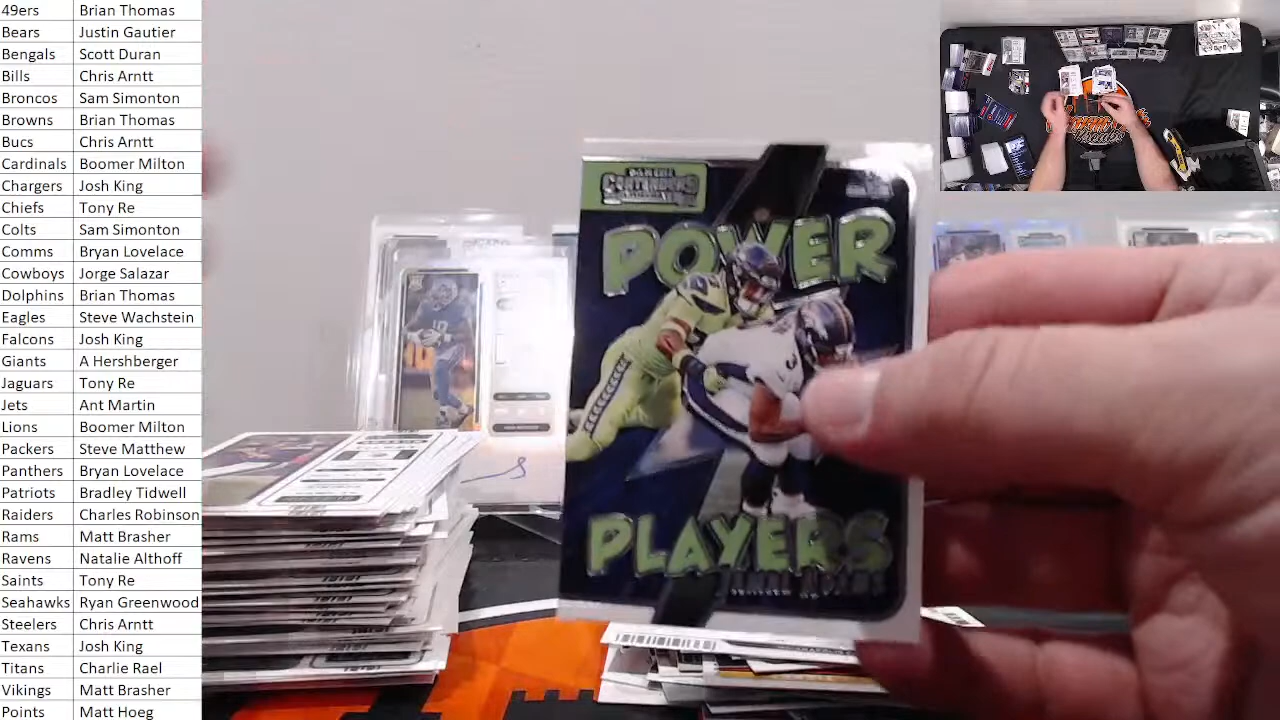 49ers Brian Thomas
Bears Justin Gautier
Bengals Scott Duran
Bills Chris Arntt
Broncos Sam Simonton
Browns Brian Thomas
Bucs Chris Arntt
Cardinals Boomer Milton
Chargers Josh King
Chiefs Tony Re
Colts Sam Simonton
Comms Bryan Lovelace
Cowboys Jorge Salazar
Dolphins Brian Thomas
Eagles Steve Wachstein
Falcons Josh King
Giants A Hershberger
Jaguars Tony Re
Jets Ant Martin
Lions Boomer Milton
Packers Steve Matthew
Panthers Bryan Lovelace
Patriots Bradley Tidwell
Raiders Charles Robinson
Rams Matt Brasher
Ravens Natalie Althoff
Saints Tony Re
Seahawks Ryan Greenwood
Steelers Chris Arntt
Texans Josh King
Titans Charlie Rael
Vikings Matt Brasher
Points Matt Hoeg
CONTENDERS
POWER
PLAYERS